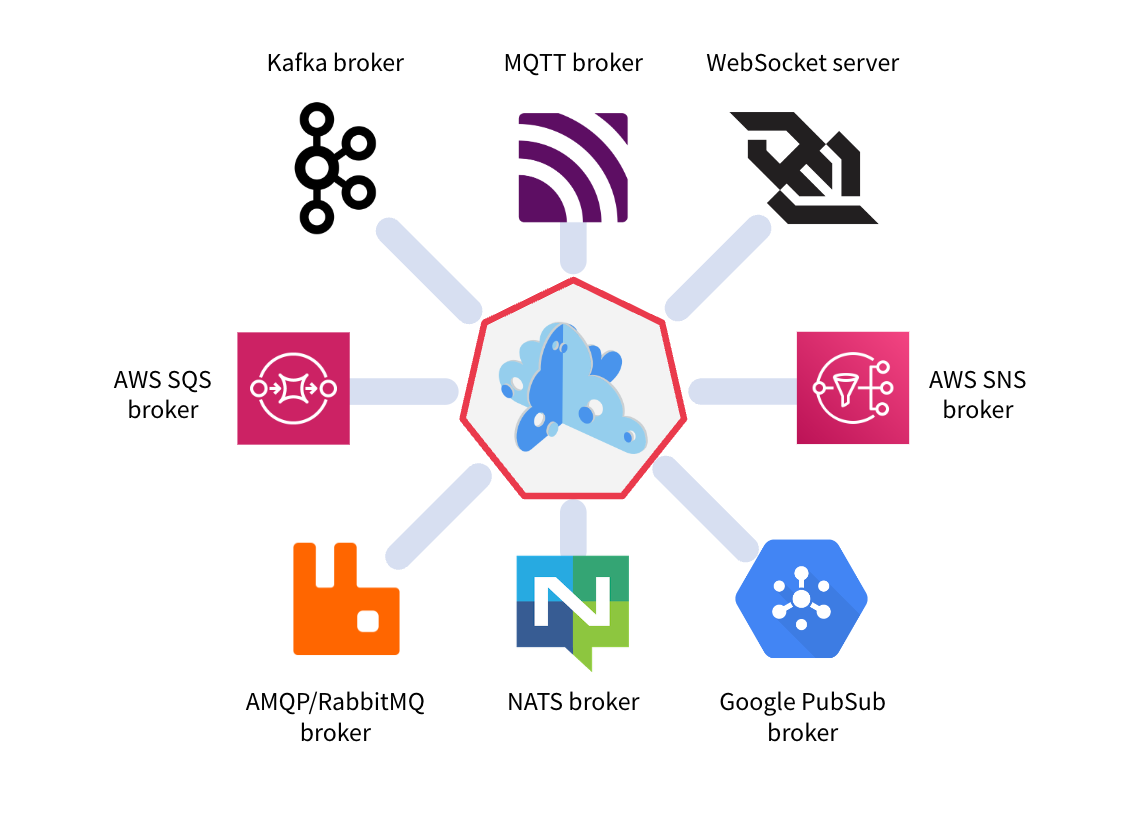 Kafka broker
MQTT broker
WebSocket server
AWS SQS
broker
AWS SNS
broker
AMQP/RabbitMQ
broker
NATS broker
Google PubSub
broker